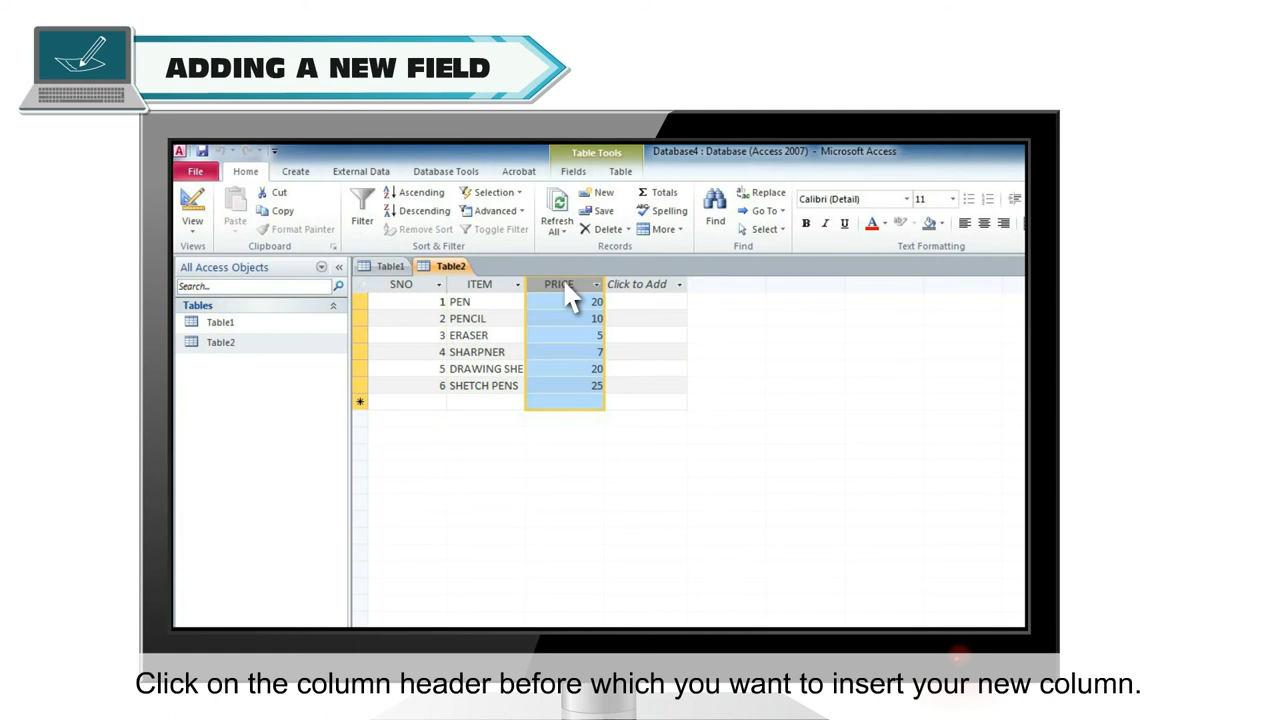 ADDING A NEW FIELD
Table Tools
Database4 : Database (Access 2007) - Microsoft Access
File Home Create External Data Database Tools Acrobat Fields Table
View
Views
Paste
Cut
Copy
Format Painter
Clipboard
Filter
Ascending
Descending
Remove Sort
Selection
Advanced
Toggle Filter
Sort & Filter
Refresh
All
New
Save
Delete
Totals
Spelling
More
Records
Find
Replace
Go To
Select
Find
Calibri (Detail) 11
B I U A
Text Formatting
All Access Objects
Search...
Tables
Table1
Table2
Table1 Table2
SNO ITEM PRICE Click to Add
1 PEN 20
2 PENCIL 10
3 ERASER 5
4 SHARPNER 7
5 DRAWING SHE 20
6 SHETCH PENS 25
Click on the column header before which you want to insert your new column.